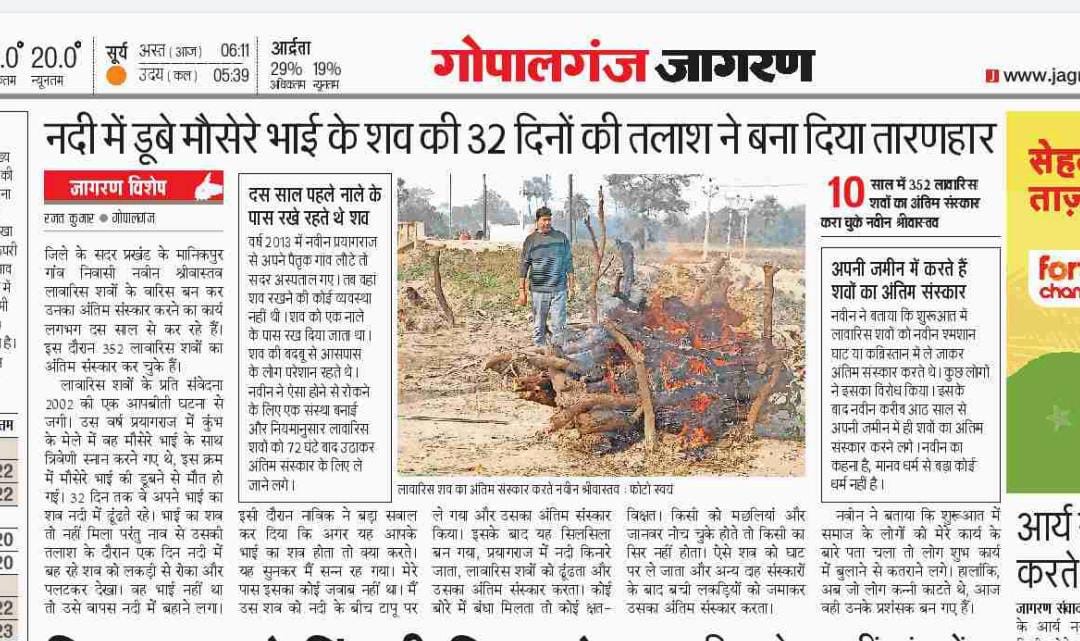 .0° 20.0°
न्यूनतम
सूर्य अस्त (आज) 06:11
उदय (कल) 05:39
आर्द्रता
29% 19%
अधिकतम न्यूनतम
गोपालगंज जागरण
www.jag
नदी में डूबे मौसेरे भाई के शव की 32 दिनों की तलाश ने बना दिया तारणहार
जागरण विशेष
रजत कुमार ● गोपालगंज
जिले के सदर प्रखंड के मानिकपुर
गांव निवासी नवीन श्रीवास्तव
लावारिस शवों के वारिस बन कर
उनका अंतिम संस्कार करने का कार्य
लगभग दस साल से कर रहे हैं।
इस दौरान 352 लावारिस शवों का
अंतिम संस्कार कर चुके हैं।
लावारिस शवों के प्रति संवेदना
2002 की एक आपबीती घटना से
जगी। उस वर्ष प्रयागराज में कुंभ
के मेले में वह मौसेरे भाई के साथ
त्रिवेणी स्नान करने गए थे, इस क्रम
में मौसेरे भाई की डूबने से मौत हो
गई। 32 दिन तक वे अपने भाई का
शव नदी में ढूंढते रहे। भाई का शव
तो नहीं मिला परंतु नाव से उसकी
तलाश के दौरान एक दिन नदी में
बह रहे शव को लकड़ी से रोका और
पलटकर देखा। वह भाई नहीं था
तो उसे वापस नदी में बहाने लगा।
दस साल पहले नाले के
पास रखे रहते थे शव
वर्ष 2013 में नवीन प्रयागराज
से अपने पैतृक गांव लौटे तो
सदर अस्पताल गए। तब वहां
शव रखने की कोई व्यवस्था
नहीं थी। शव को एक नाले
के पास रख दिया जाता था।
शव की बदबू से आसपास
के लोग परेशान रहते थे।
नवीन ने ऐसा होने से रोकने
के लिए एक संस्था बनाई
और नियमानुसार लावारिस
शवों को 72 घंटे बाद उठाकर
अंतिम संस्कार के लिए ले
जाने लगे।
लावारिस शव का अंतिम संस्कार करते नवीन श्रीवास्तव : फोटो स्वयं
इसी दौरान नाविक ने बड़ा सवाल
कर दिया कि अगर यह आपके
भाई का शव होता तो क्या करते।
यह सुनकर मैं सन्न रह गया। मेरे
पास इसका कोई जवाब नहीं था। मैं
उस शव को नदी के बीच टापू पर
ले गया और उसका अंतिम संस्कार
किया। इसके बाद यह सिलसिला
बन गया, प्रयागराज में नदी किनारे
जाता, लावारिस शवों को ढूंढता और
उसका अंतिम संस्कार करता। कोई
बोरे में बंधा मिलता तो कोई क्षत-
विक्षत। किसी को मछलियों और
जानवर नोच चुके होते तो किसी का
सिर नहीं होता। ऐसे शव को घाट
पर ले जाता और अन्य दाह संस्कारों
के बाद बची लकड़ियों को जमाकर
उसका अंतिम संस्कार करता।
10 साल में 352 लावारिस
शवों का अंतिम संस्कार
करा चुके नवीन श्रीवास्तव
अपनी जमीन में करते हैं
शवों का अंतिम संस्कार
नवीन ने बताया कि शुरूआत में
लावारिस शवों को नवीन श्मशान
घाट या कब्रिस्तान में ले जाकर
अंतिम संस्कार करते थे। कुछ लोगों
ने इसका विरोध किया। इसके
बाद नवीन करीब आठ साल से
अपनी जमीन में ही शवों का अंतिम
संस्कार करने लगे। नवीन का
कहना है, मानव धर्म से बड़ा कोई
धर्म नहीं है।
नवीन ने बताया कि शुरूआत में
समाज के लोगों को मेरे कार्य के
बारे पता चला तो लोग शुभ कार्य
में बुलाने से कतराने लगे। हालांकि,
अब जो लोग कन्नी काटते थे, आज
वही उनके प्रशंसक बन गए हैं।
सेह
ताज़
for
chan
आर्य
करते
जागरण संवाद
के आर्य न